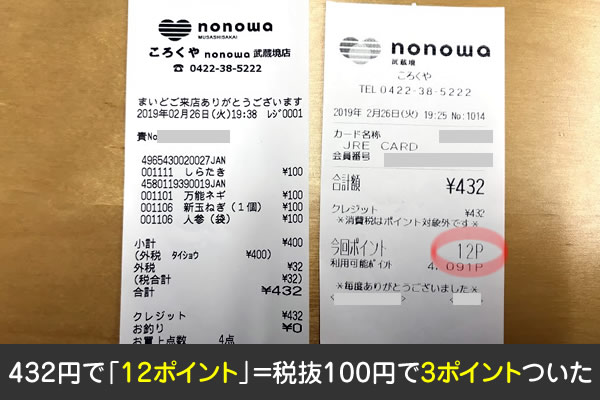 nonowa
MUSASHISAKAI
ころくや nonowa 武蔵境店
☎ 0422-38-5222
まいどご来店ありがとうございます
2019年02月26日(火)19:38 ﾚｼﾞ0001
責No
4965430020027JAN
001111 しらたき ¥100
4580119390019JAN
001101 万能ネギ ¥100
001106 新玉ねぎ(1個) ¥100
001106 人参(袋) ¥100
小計 ¥400
(外税 ﾀｲｼｮｳ ¥400)
外税 ¥32
(税合計 ¥32)
合計 ¥432
クレジット ¥432
お釣り ¥0
お買上点数 4点
nonowa
武蔵境
ころくや
TEL 0422-38-5222
2019年 2月26日(火) 19:25 No:1014
カード名称
JRE CARD
会員番号
合計額 ¥432
クレジット ¥432
※消費税はポイント対象外です※
今回ポイント 12P
利用可能ﾎﾟｲﾝﾄ 4,091P
※毎度ありがとうございました※
432円で「12ポイント」=税抜100円で3ポイントついた